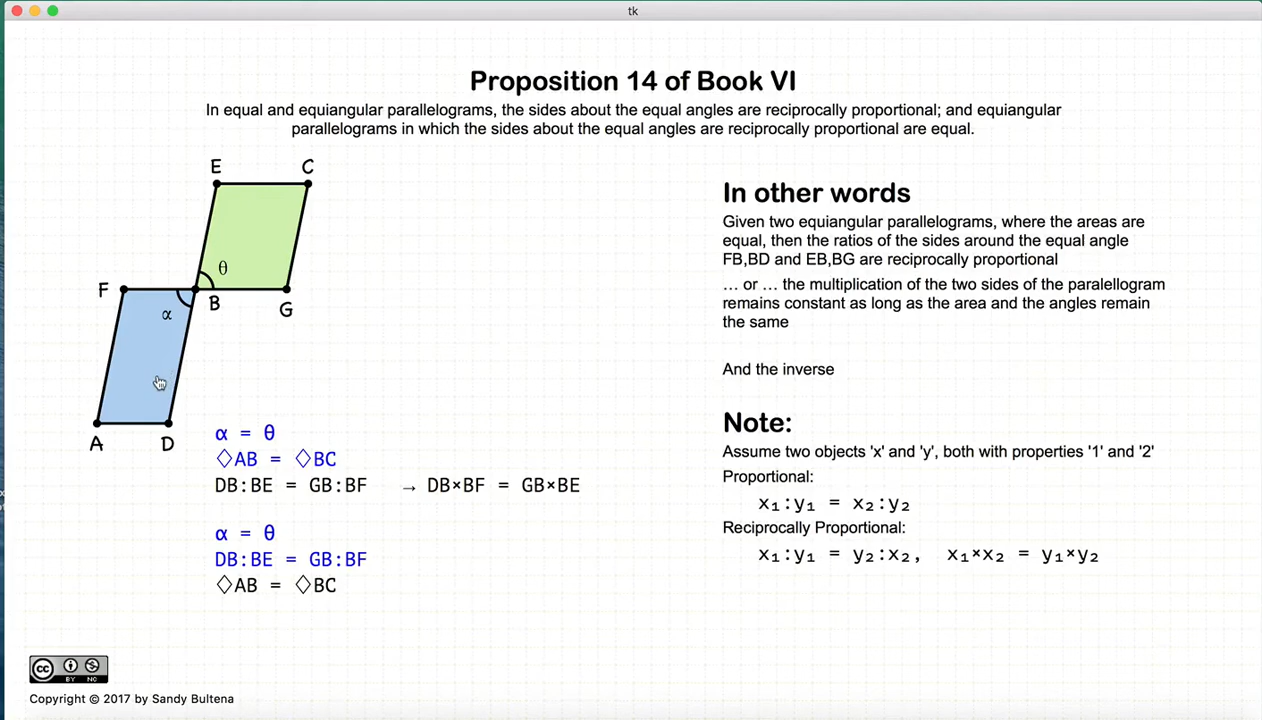 tk
Proposition 14 of Book VI
In equal and equiangular parallelograms, the sides about the equal angles are reciprocally proportional; and equiangular
parallelograms in which the sides about the equal angles are reciprocally proportional are equal.
E
C
θ
F
B
G
α
A
D
α = θ
◇AB = ◇BC
DB:BE = GB:BF → DB×BF = GB×BE
α = θ
DB:BE = GB:BF
◇AB = ◇BC
In other words
Given two equiangular parallelograms, where the areas are
equal, then the ratios of the sides around the equal angle
FB,BD and EB,BG are reciprocally proportional
… or … the multiplication of the two sides of the paralellogram
remains constant as long as the area and the angles remain
the same
And the inverse
Note:
Assume two objects 'x' and 'y', both with properties '1' and '2'
Proportional:
x₁:y₁ = x₂:y₂
Reciprocally Proportional:
x₁:y₁ = y₂:x₂, x₁×x₂ = y₁×y₂
cc
BY NC
Copyright © 2017 by Sandy Bultena